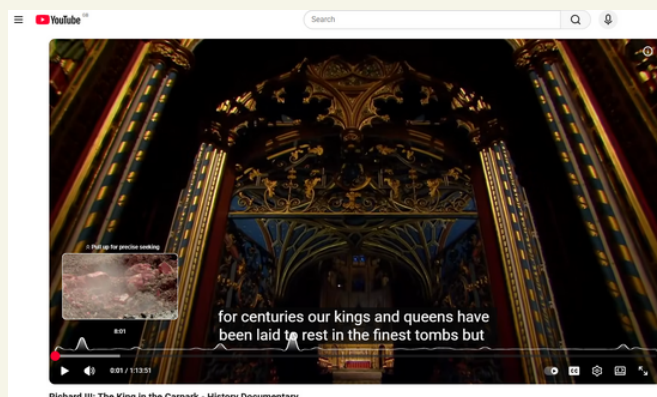 YouTube GB
Search
Pull up for precise seeking
8:01
for centuries our kings and queens have
been laid to rest in the finest tombs but
0:01 / 1:13:51
CC
Richard III: The King in the Carpark - History Documentary